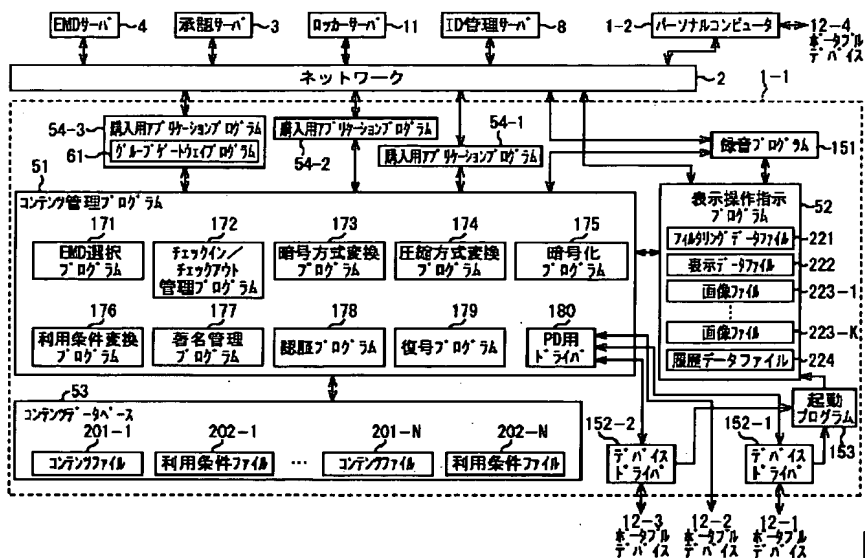 EMDサーバ 4
承認サーバ 3
ロッカーサーバ 11
ID管理サーバ 8
1-2 パーソナルコンピュータ
12-4
ポータブル
デバイス
ネットワーク 2
1-1
54-3 購入用アプリケーションプログラム
61 グループゲートウェイプログラム
購入用アプリケーションプログラム
54-2
54-1
購入用アプリケーションプログラム
録音プログラム 151
51
コンテンツ管理プログラム
171
EMD選択
プログラム
172
チェックイン/
チェックアウト
管理プログラム
173
暗号方式変換
プログラム
174
圧縮方式変換
プログラム
175
暗号化
プログラム
176
利用条件変換
プログラム
177
署名管理
プログラム
178
認証プログラム
179
復号プログラム
180
PD用
ドライバ
52
表示操作指示
プログラム
フィルタリングデータファイル 221
表示データファイル 222
画像ファイル 223-1
⋮
画像ファイル 223-K
履歴データファイル 224
53
コンテンツデータベース
201-1
コンテンツファイル
202-1
利用条件ファイル
…
201-N
コンテンツファイル
202-N
利用条件ファイル
152-2
デバイス
ドライバ
152-1
デバイス
ドライバ
起動
プログラム
153
12-3
ポータブル
デバイス
12-2
ポータブル
デバイス
12-1
ポータブル
デバイス